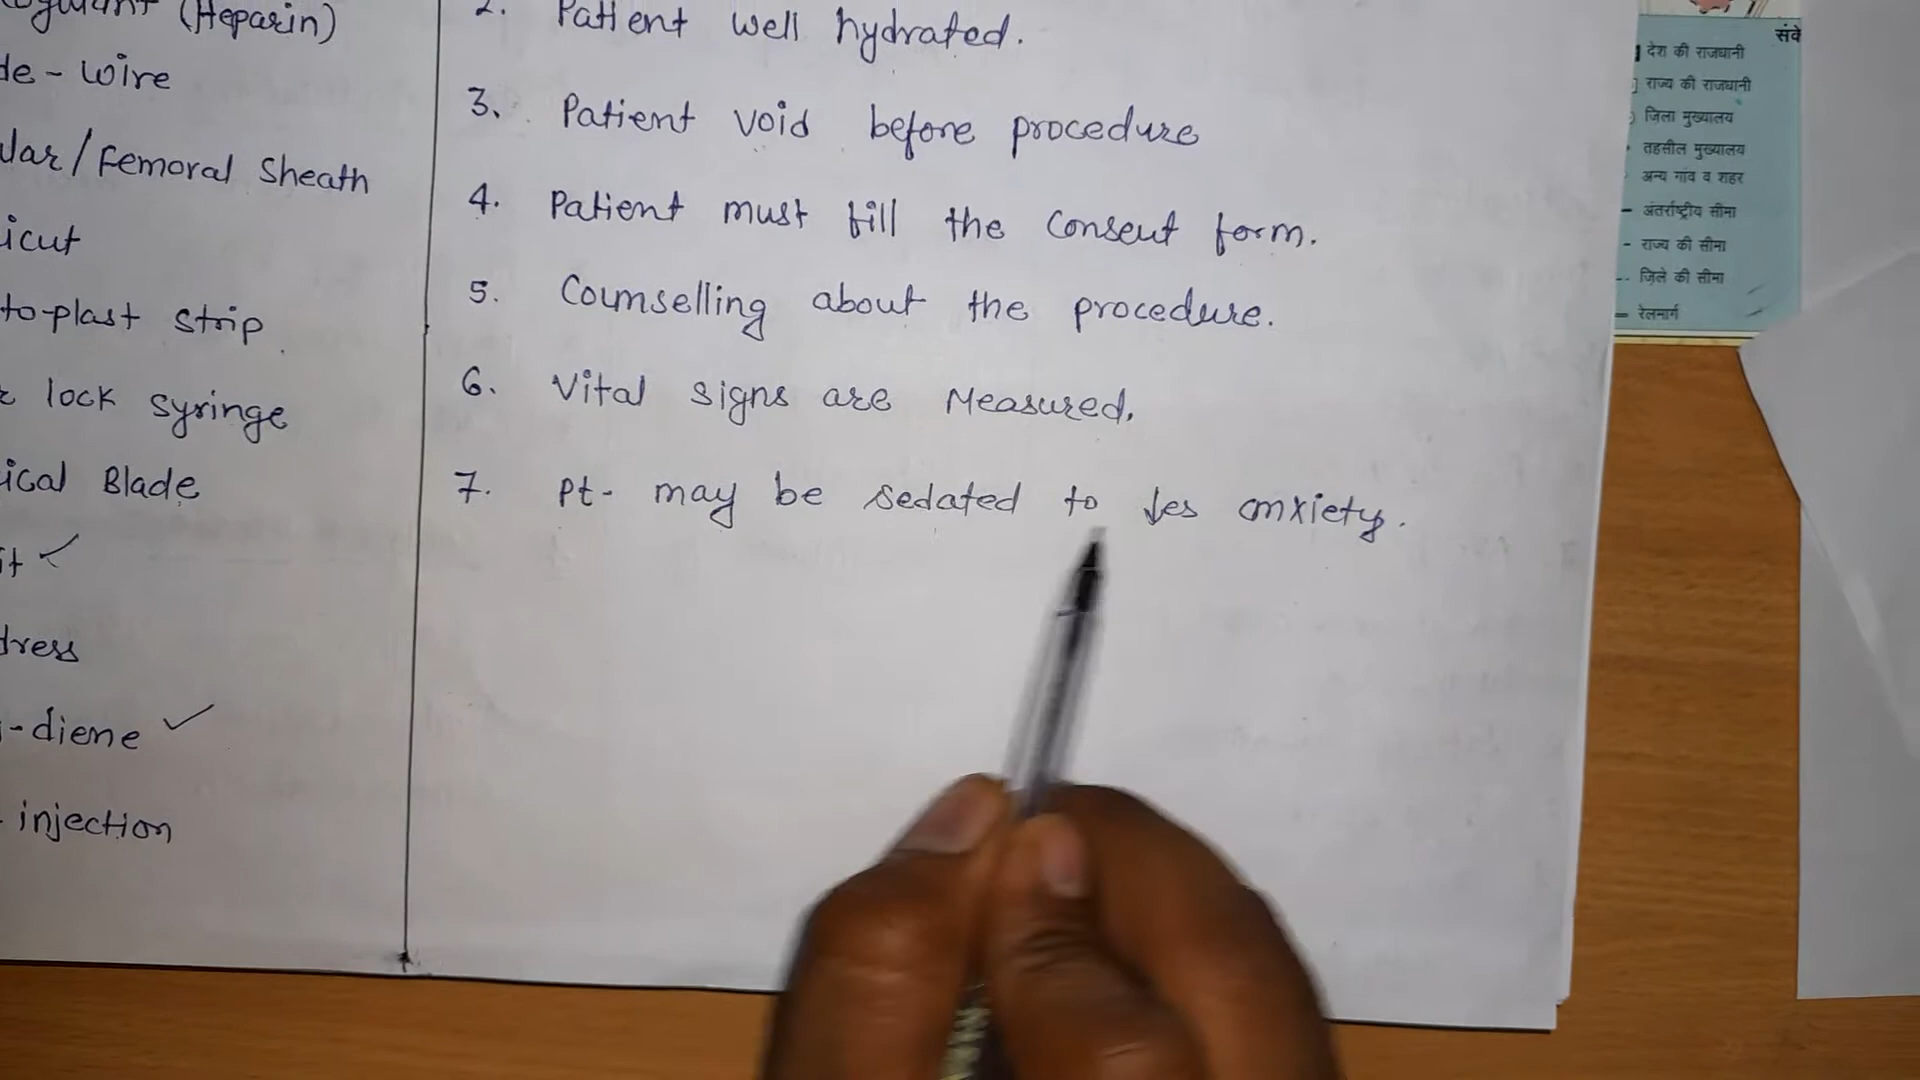 (Heparin)
de - wire
lar/Femoral Sheath
icut
to-plast strip
lock syringe
ical Blade
it
dress
- diene
injection
2. Patient well hydrated.
3. Patient void before procedure
4. Patient must fill the Consent form.
5. Counselling about the procedure.
6. Vital signs are Measured.
7. Pt- may be sedated to ↓es anxiety.
संके
देश की राजधानी
राज्य की राजधानी
जिला मुख्यालय
तहसील मुख्यालय
अन्य गांव व शहर
अंतर्राष्ट्रीय सीमा
राज्य की सीमा
जिले की सीमा
रेलमार्ग